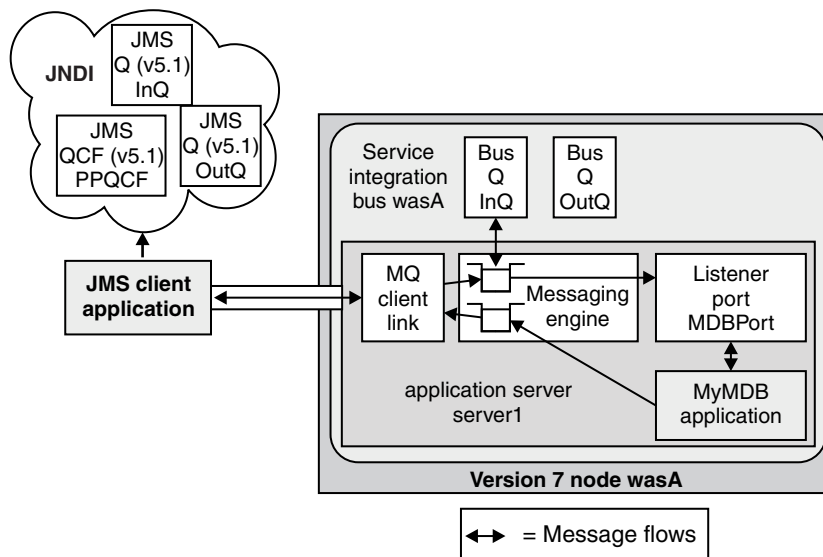 JNDI
JMS
Q (v5.1)
InQ
JMS
QCF (v5.1)
PPQCF
JMS
Q (v5.1)
OutQ
JMS client
application
Service
integration
bus wasA
Bus
Q
InQ
Bus
Q
OutQ
MQ
client
link
Messaging
engine
Listener
port
MDBPort
application server
server1
MyMDB
application
Version 7 node wasA
= Message flows